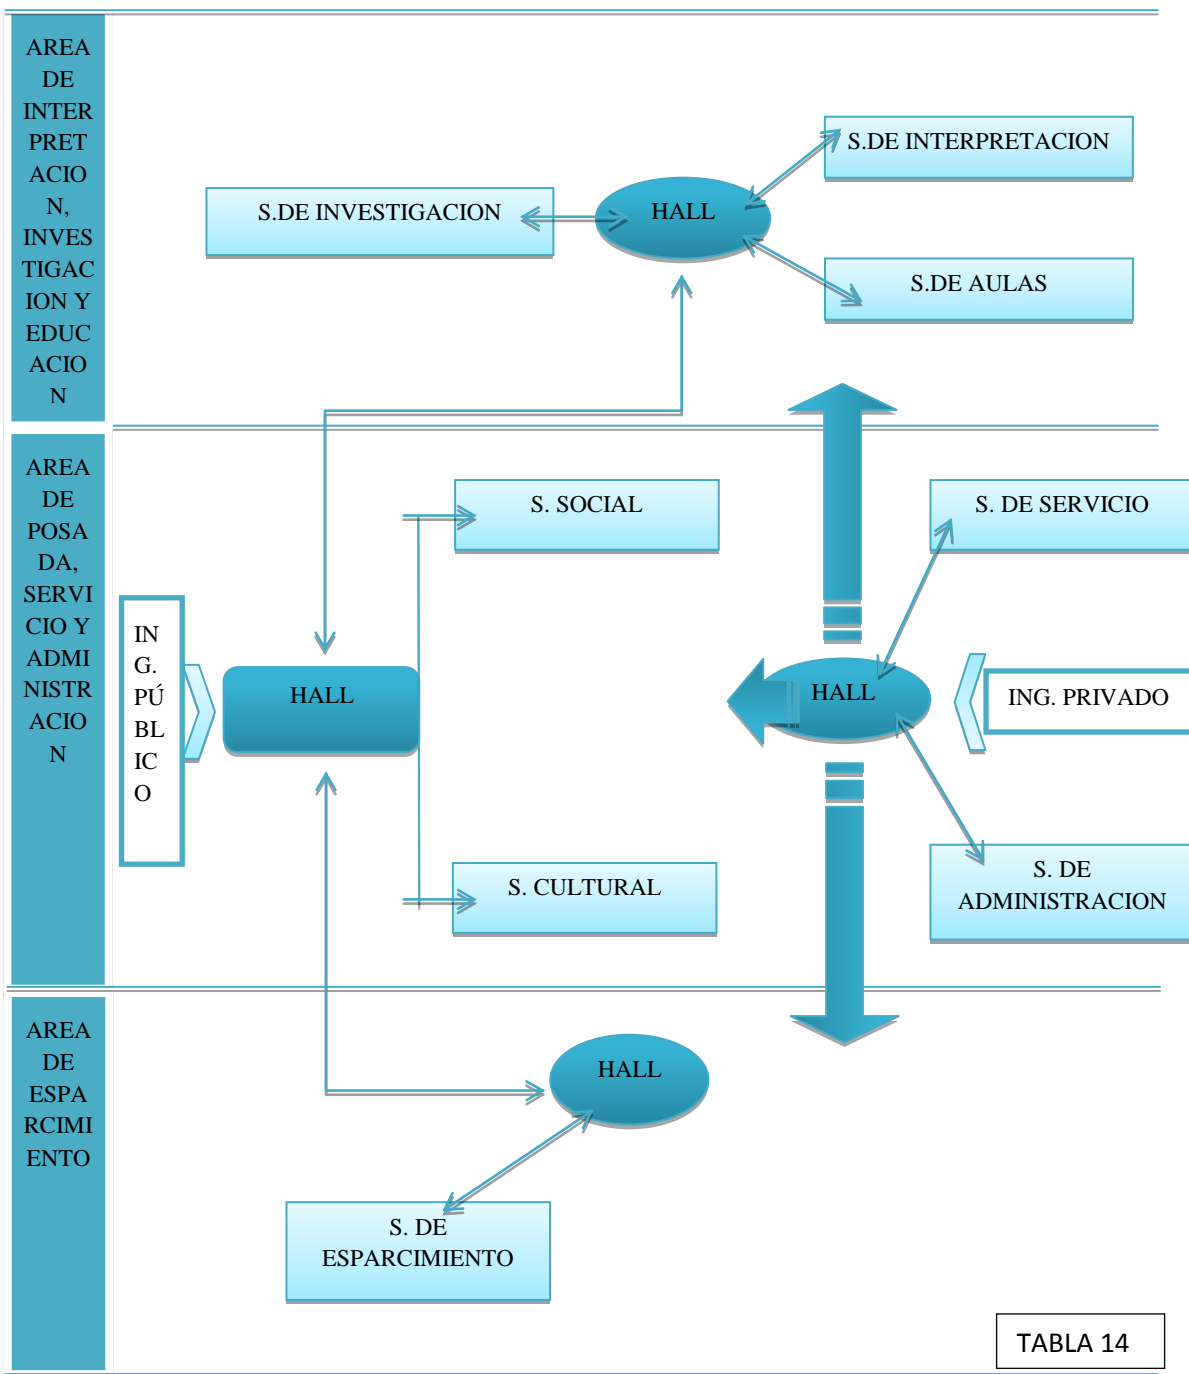 AREA
DE
INTER
PRET
ACIO
N,
INVES
TIGAC
ION Y
EDUC
ACIO
N
S.DE INTERPRETACION
S.DE INVESTIGACION
HALL
S.DE AULAS
AREA
DE
POSA
DA,
SERVI
CIO Y
ADMI
NISTR
ACIO
N
S. SOCIAL
S. DE SERVICIO
IN
G.
PÚ
BL
IC
O
HALL
HALL
ING. PRIVADO
S. CULTURAL
S. DE
ADMINISTRACION
AREA
DE
ESPA
RCIMI
ENTO
HALL
S. DE
ESPARCIMIENTO
TABLA 14